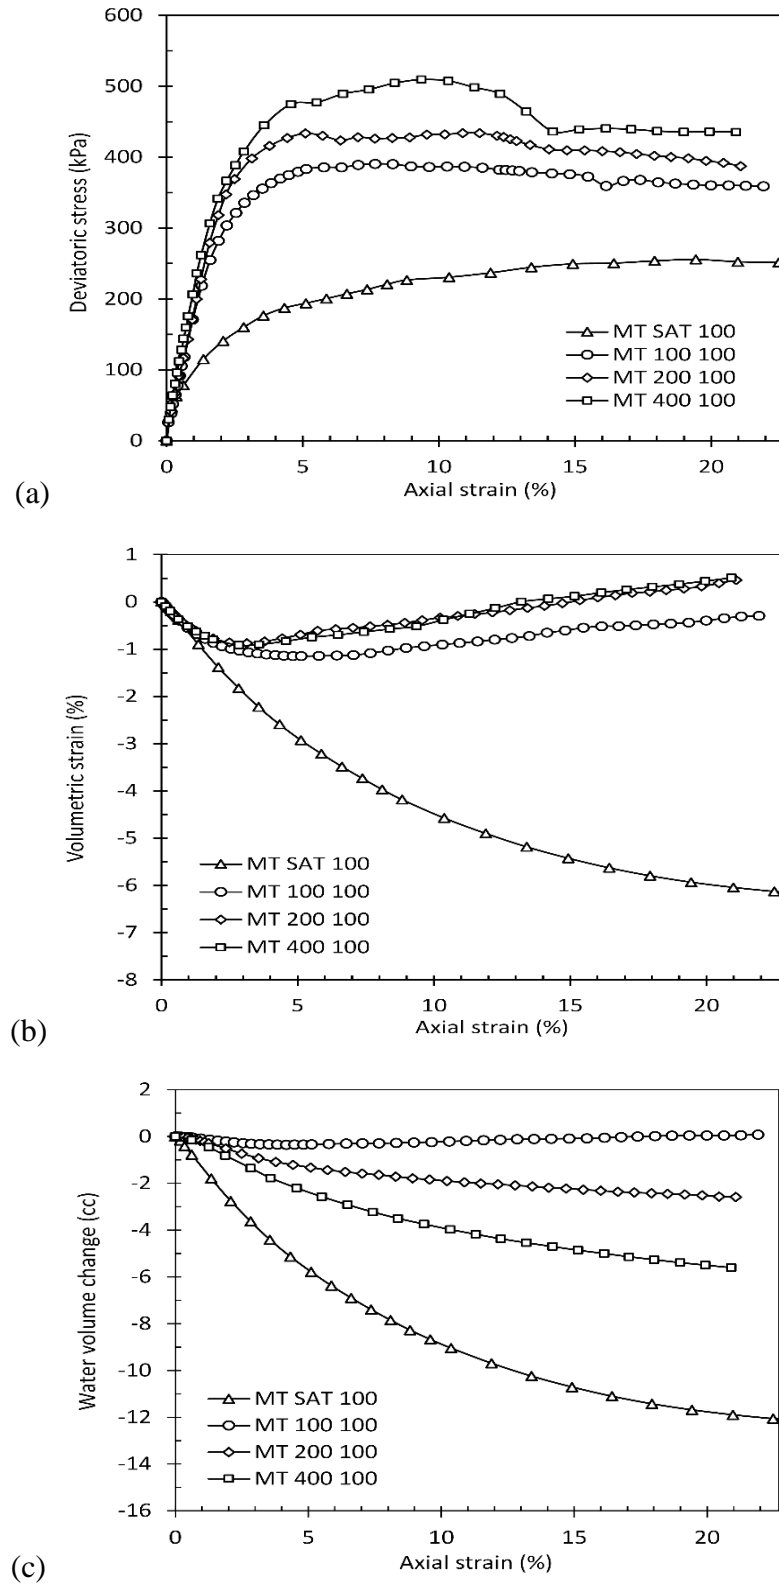 600
500
400
300
200
100
0
Deviatoric stress (kPa)
MT SAT 100
MT 100 100
MT 200 100
MT 400 100
0 5 10 15 20
Axial strain (%)
(a)
1
0
-1
-2
-3
-4
-5
-6
-7
-8
Volumetric strain (%)
MT SAT 100
MT 100 100
MT 200 100
MT 400 100
0 5 10 15 20
Axial strain (%)
(b)
2
0
-2
-4
-6
-8
-10
-12
-14
-16
Water volume change (cc)
MT SAT 100
MT 100 100
MT 200 100
MT 400 100
0 5 10 15 20
Axial strain (%)
(c)